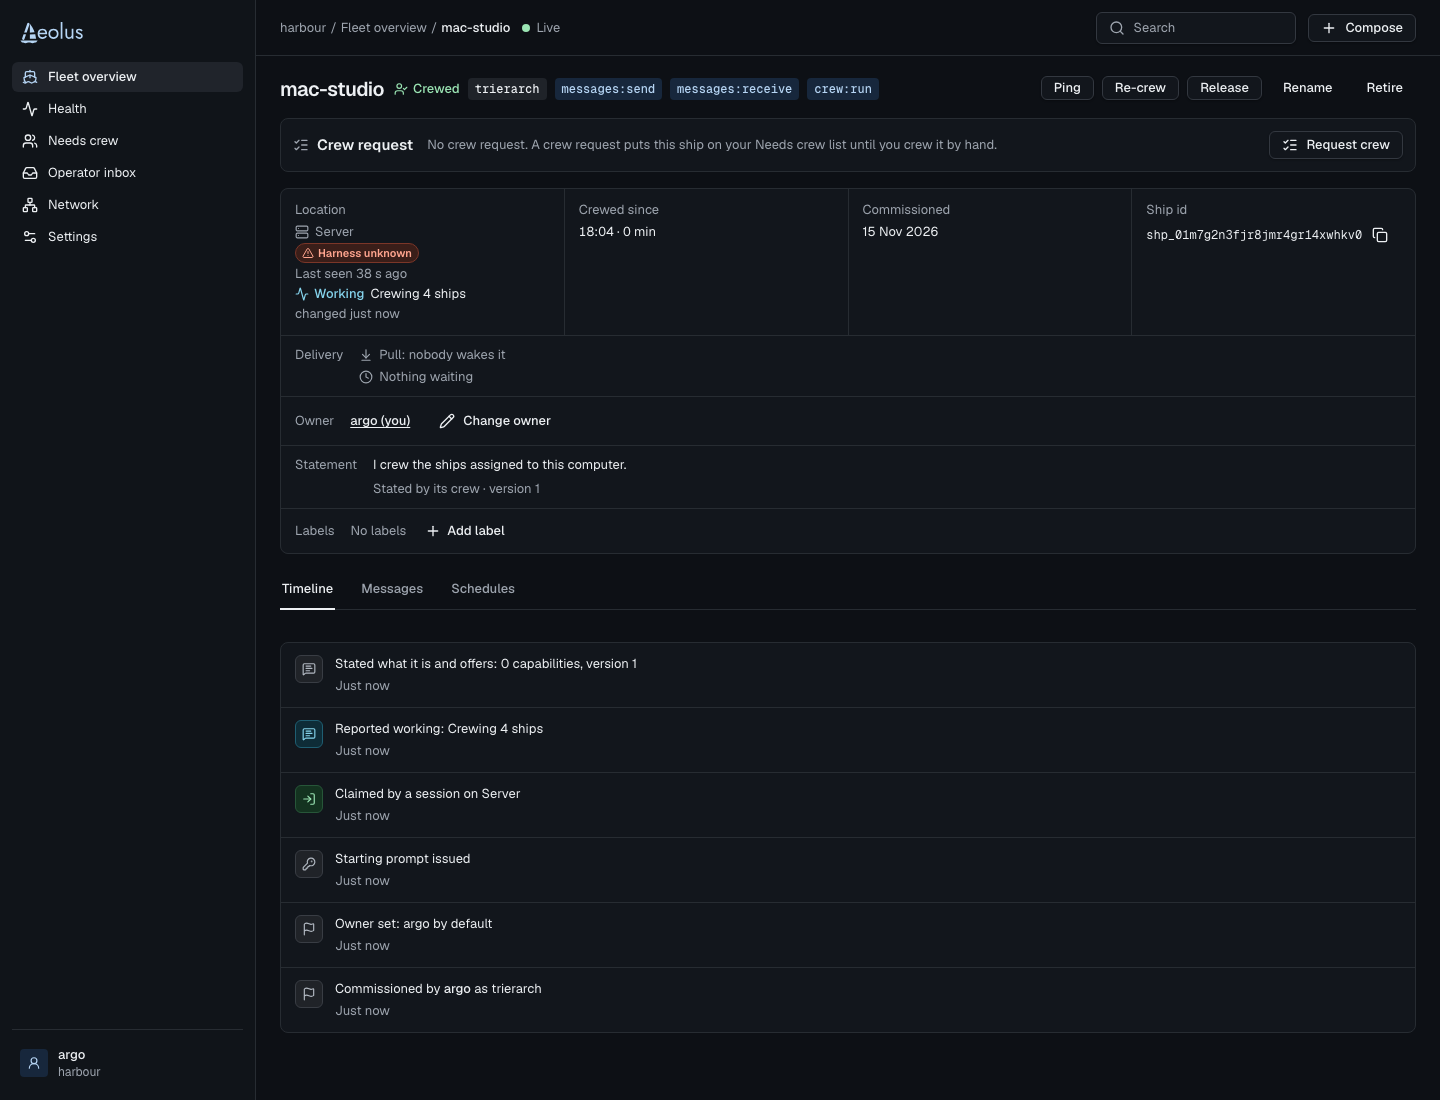 Aeolus
Fleet overview
Health
Needs crew
Operator inbox
Network
Settings
argo
harbour
harbour / Fleet overview / mac-studio Live
Search
Compose
mac-studio Crewed trierarch messages:send messages:receive crew:run
Ping Re-crew Release Rename Retire
Crew request No crew request. A crew request puts this ship on your Needs crew list until you crew it by hand.
Request crew
Location
Server
Harness unknown
Last seen 38 s ago
Working Crewing 4 ships
changed just now
Crewed since
18:04 · 0 min
Commissioned
15 Nov 2026
Ship id
shp_01m7g2n3fjr8jmr4gr14xwhkv0
Delivery Pull: nobody wakes it
Nothing waiting
Owner argo (you) Change owner
Statement I crew the ships assigned to this computer.
Stated by its crew · version 1
Labels No labels Add label
Timeline Messages Schedules
Stated what it is and offers: 0 capabilities, version 1
Just now
Reported working: Crewing 4 ships
Just now
Claimed by a session on Server
Just now
Starting prompt issued
Just now
Owner set: argo by default
Just now
Commissioned by argo as trierarch
Just now